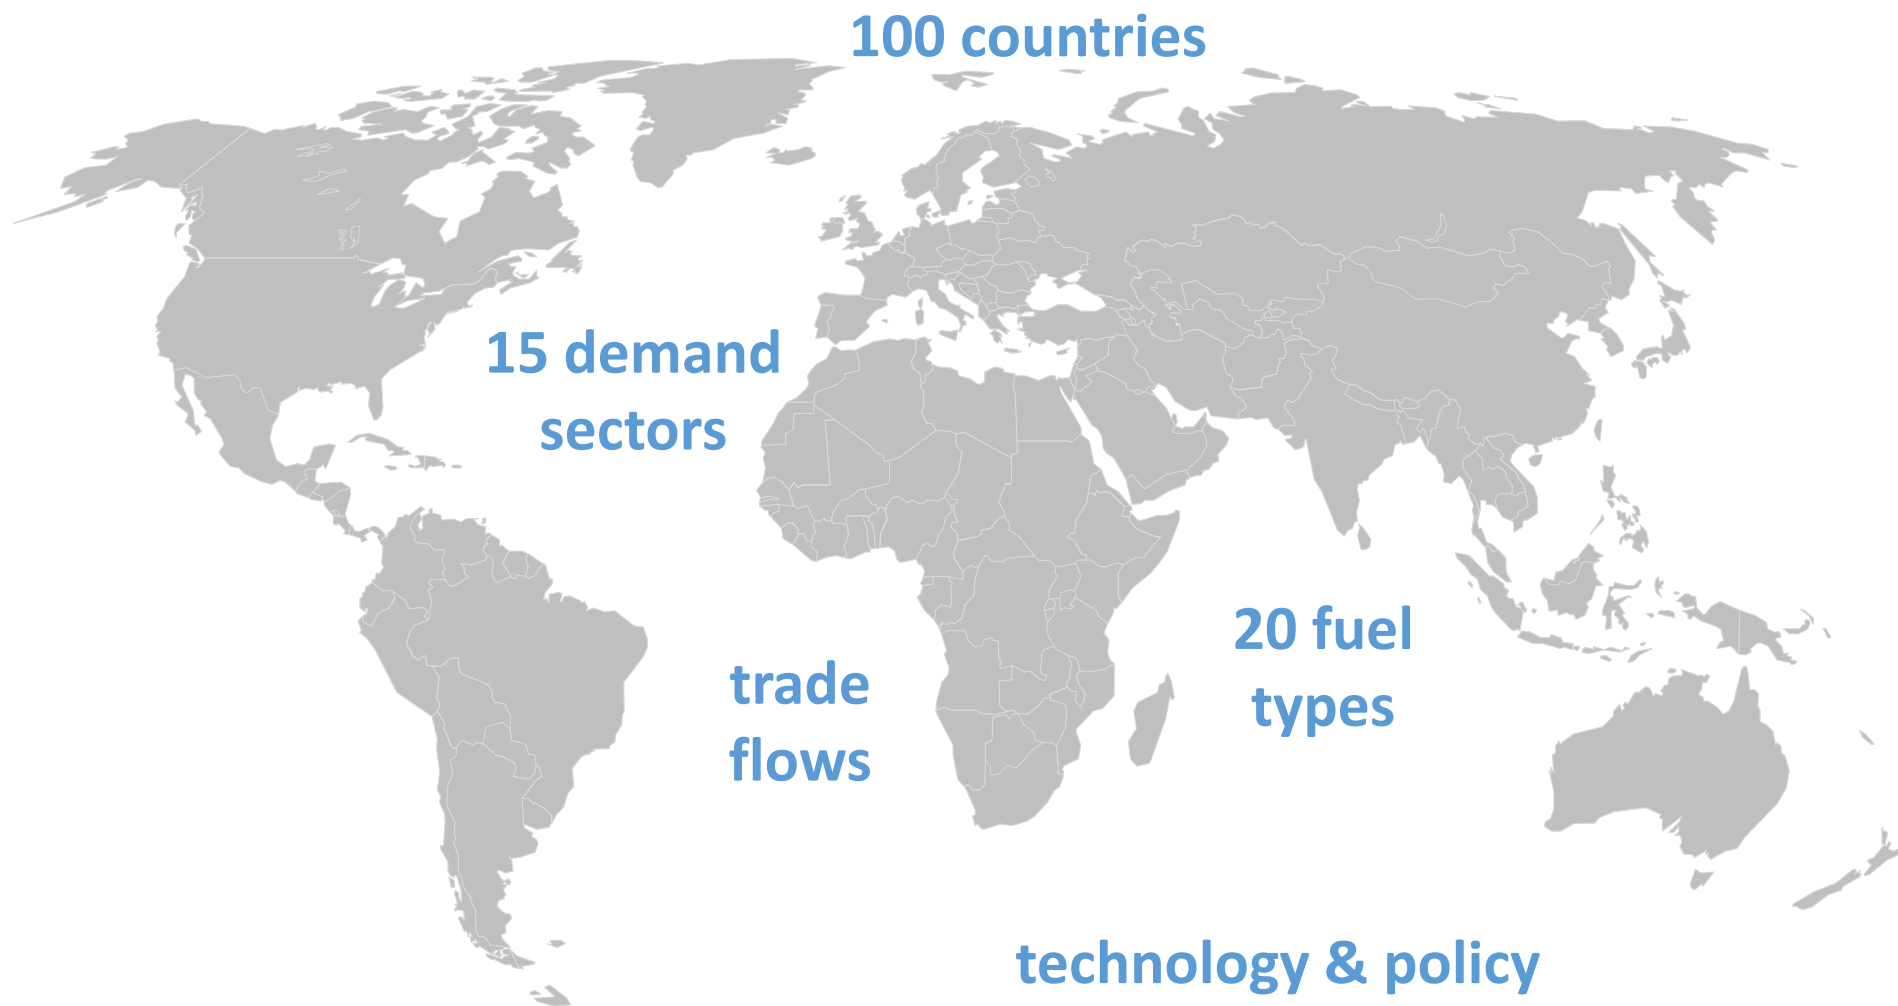 100 countries
15 demand
sectors
20 fuel
types
trade
flows
technology & policy